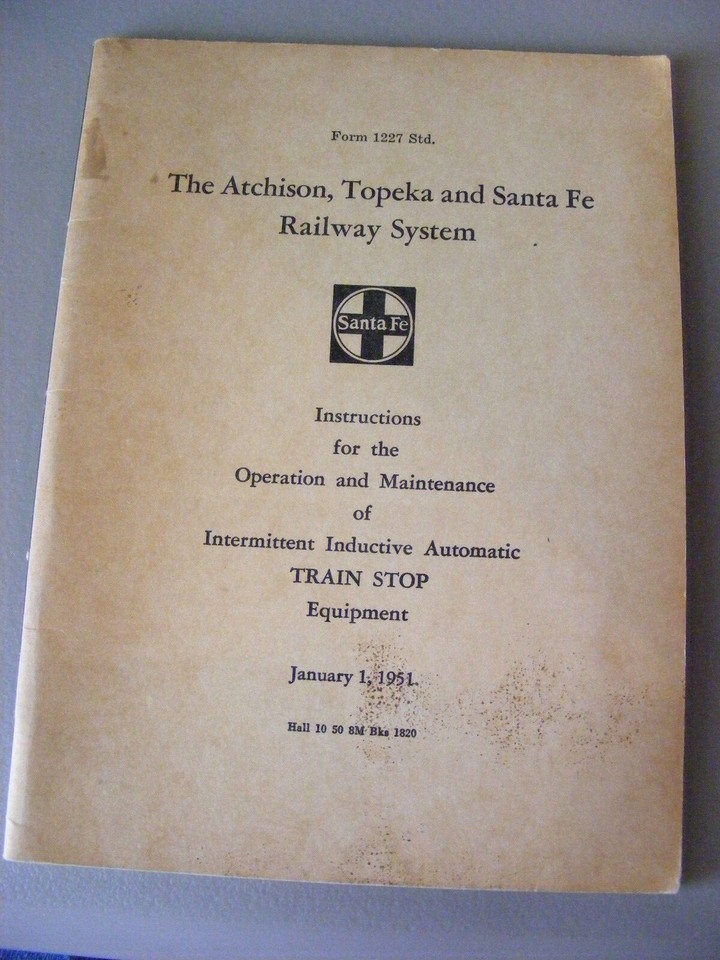 Form 1227 Std.
The Atchison, Topeka and Santa Fe
Railway System
Santa Fe
Instructions
for the
Operation and Maintenance
of
Intermittent Inductive Automatic
TRAIN STOP
Equipment
January 1, 1951.
Hall 10 50 8M Bks 1820